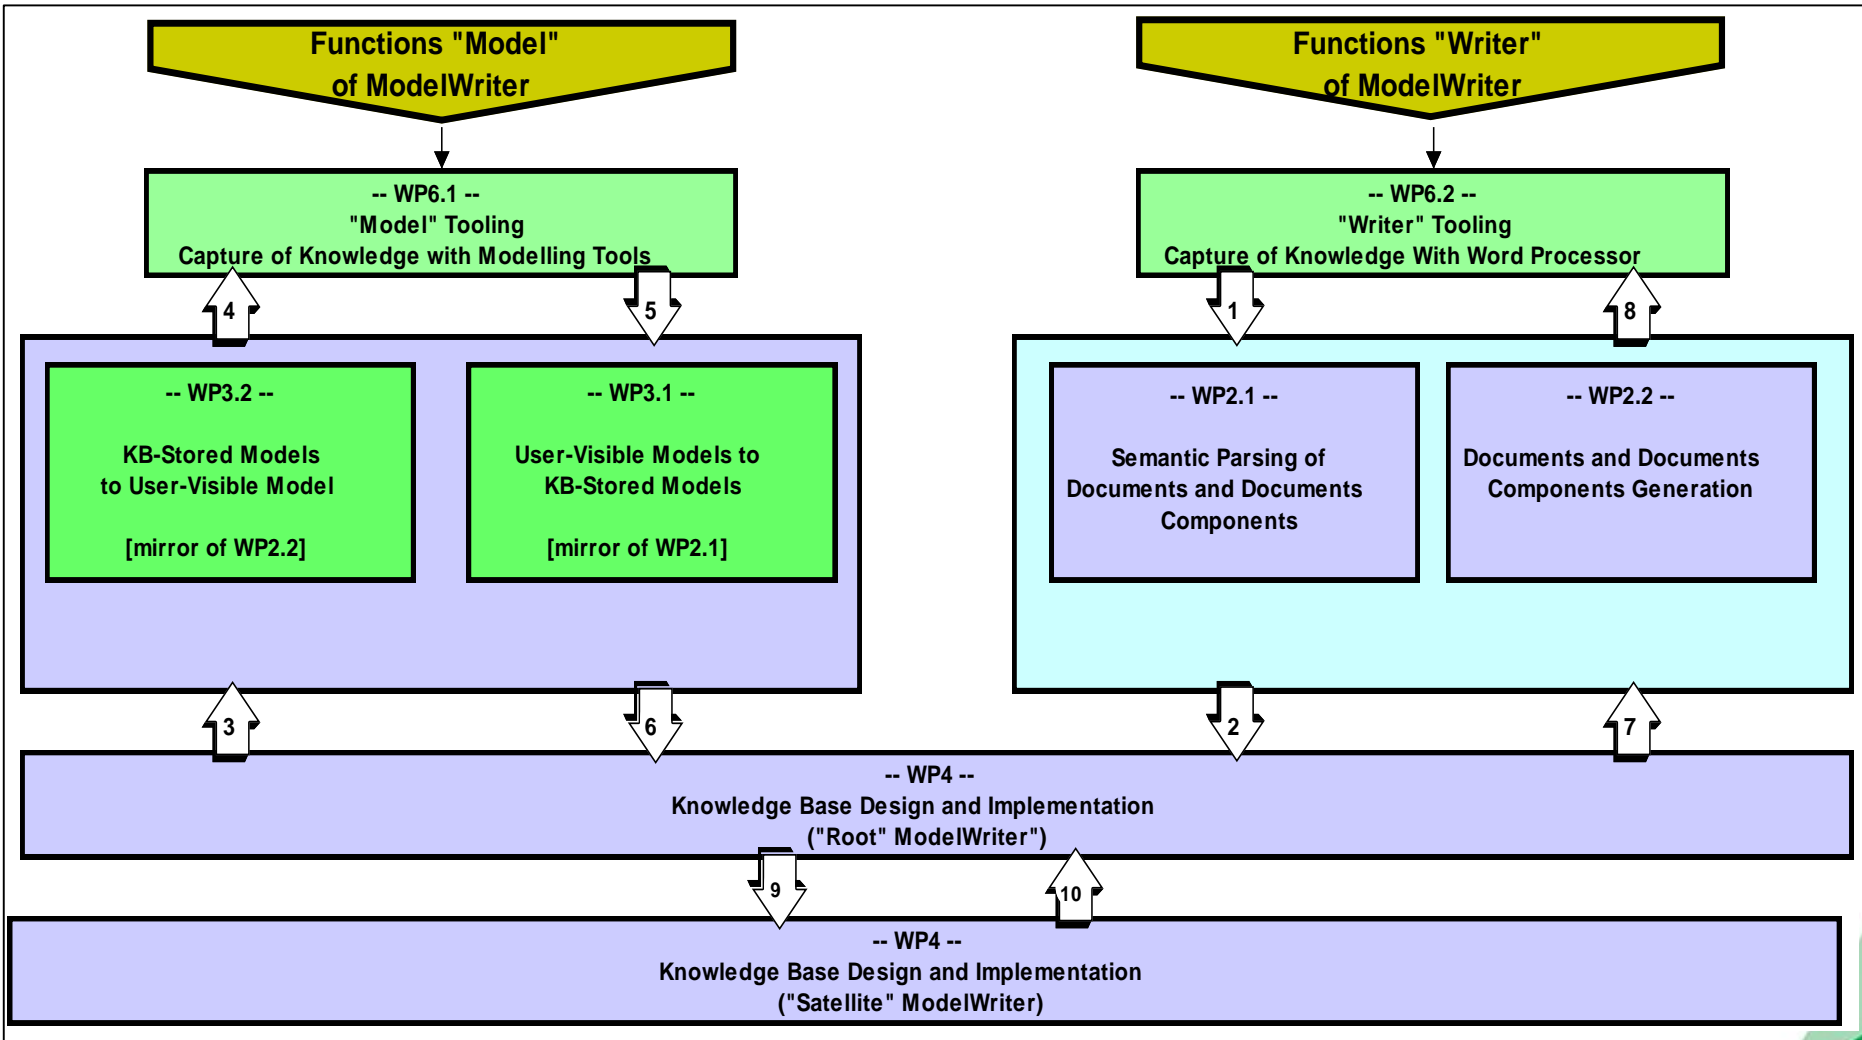 Functions "Model"
of ModelWriter
Functions "Writer"
of ModelWriter
-- WP6.1 --
"Model" Tooling
Capture of Knowledge with Modelling Tools
-- WP6.2 --
"Writer" Tooling
Capture of Knowledge With Word Processor
4
5
1
8
-- WP3.2 --
KB-Stored Models
to User-Visible Model
[mirror of WP2.2]
-- WP3.1 --
User-Visible Models to
KB-Stored Models
[mirror of WP2.1]
-- WP2.1 --
Semantic Parsing of
Documents and Documents
Components
-- WP2.2 --
Documents and Documents
Components Generation
3
6
2
7
-- WP4 --
Knowledge Base Design and Implementation
("Root" ModelWriter")
9
10
-- WP4 --
Knowledge Base Design and Implementation
("Satellite" ModelWriter)